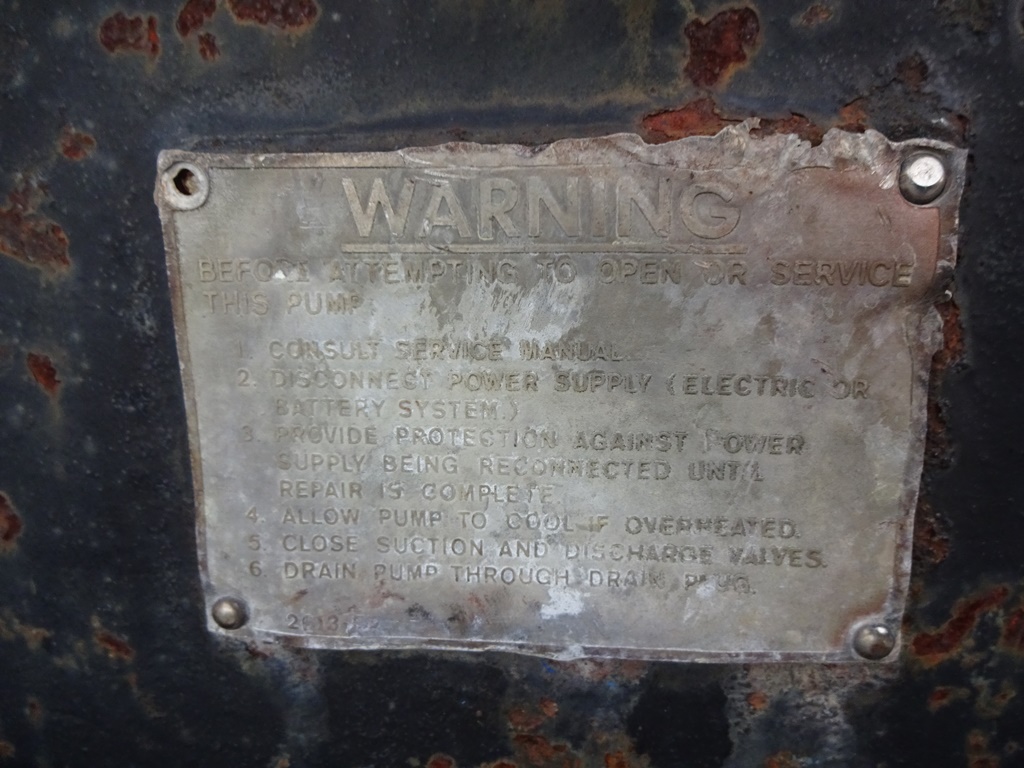 WARNING
BEFORE ATTEMPTING TO OPEN OR SERVICE
THIS PUMP
1. CONSULT SERVICE MANUAL.
2. DISCONNECT POWER SUPPLY (ELECTRIC OR
BATTERY SYSTEM.)
3. PROVIDE PROTECTION AGAINST POWER
SUPPLY BEING RECONNECTED UNTIL
REPAIR IS COMPLETE.
4. ALLOW PUMP TO COOL IF OVERHEATED.
5. CLOSE SUCTION AND DISCHARGE VALVES.
6. DRAIN PUMP THROUGH DRAIN PLUG.